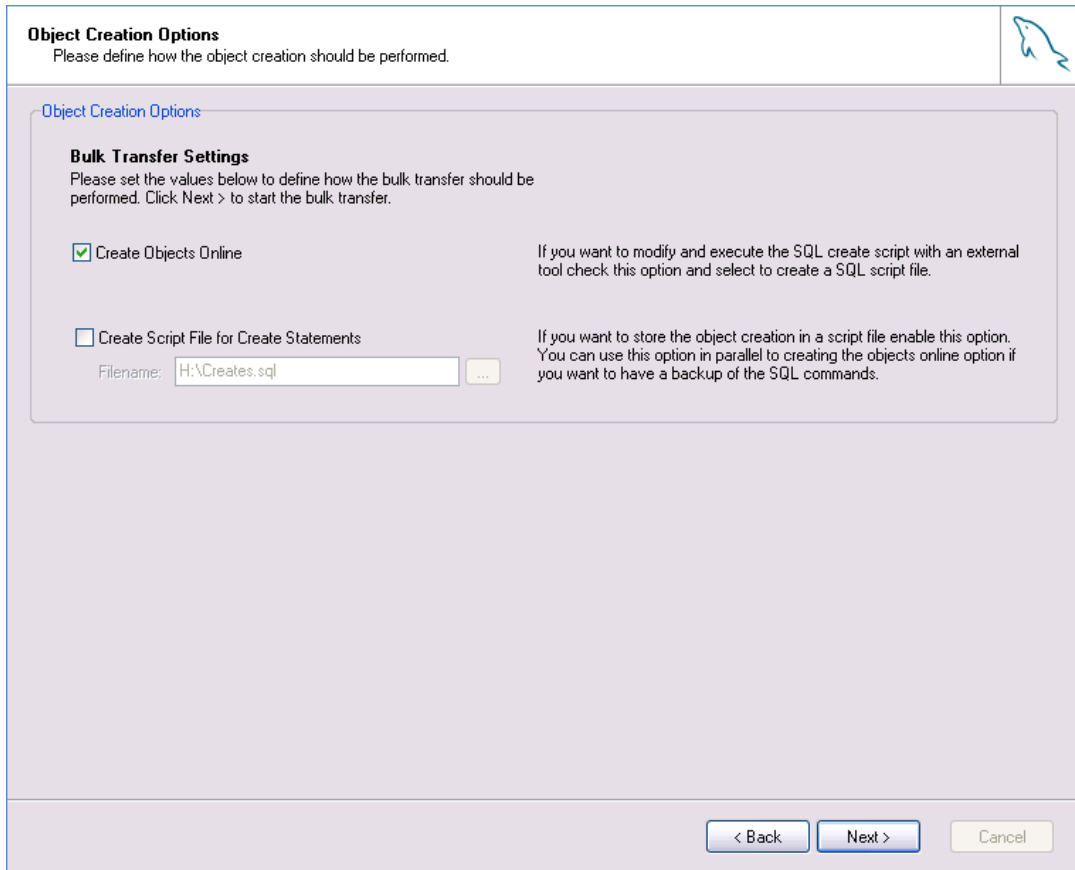 Object Creation Options
Please define how the object creation should be performed.
Object Creation Options
Bulk Transfer Settings
Please set the values below to define how the bulk transfer should be
performed. Click Next > to start the bulk transfer.
Create Objects Online
If you want to modify and execute the SQL create script with an external
tool check this option and select to create a SQL script file.
Create Script File for Create Statements
If you want to store the object creation in a script file enable this option.
You can use this option in parallel to creating the objects online option if
you want to have a backup of the SQL commands.
Filename: H:\Creates.sql ...
< Back Next > Cancel